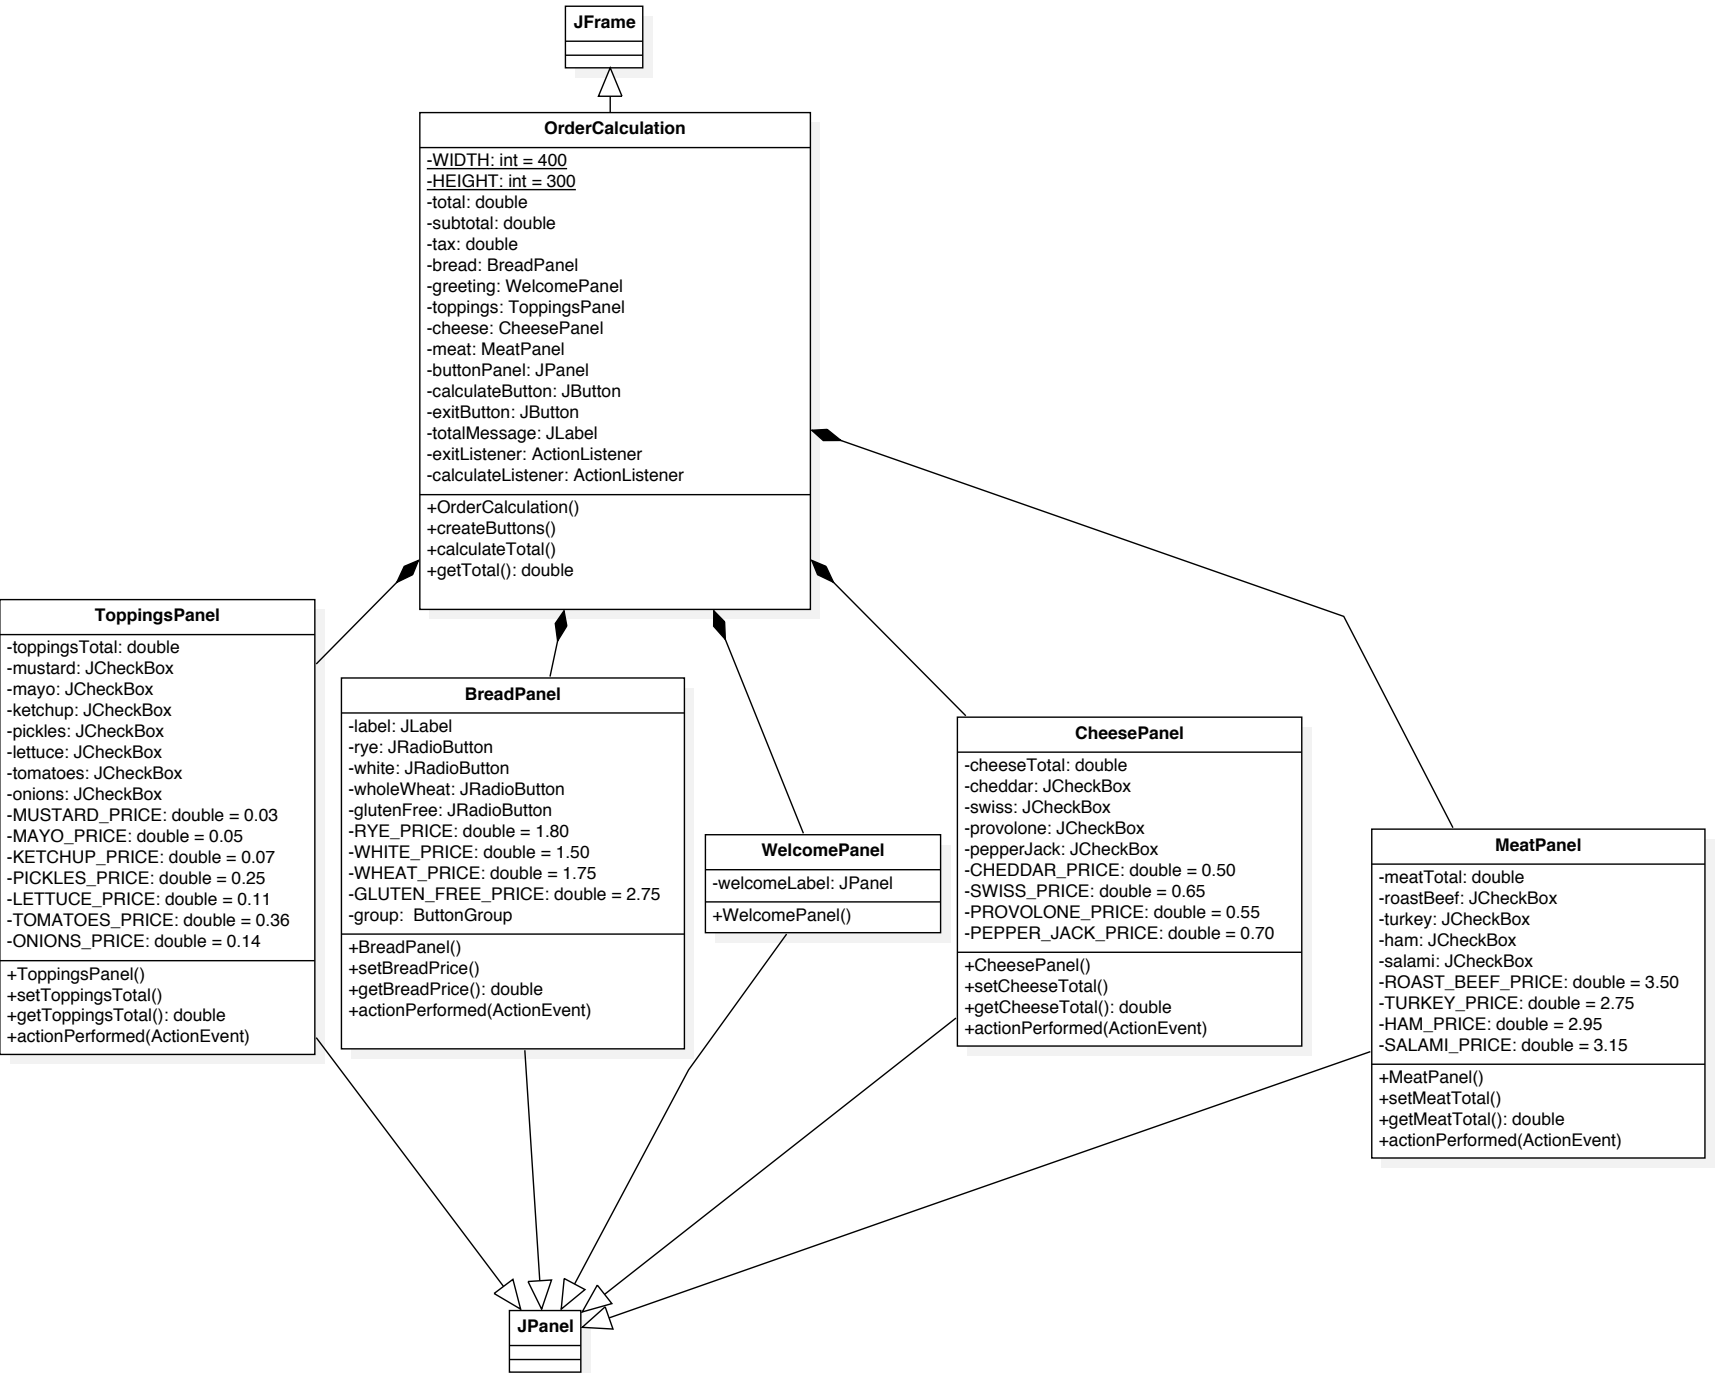 JFrame
OrderCalculation
-WIDTH: int = 400
-HEIGHT: int = 300
-total: double
-subtotal: double
-tax: double
-bread: BreadPanel
-greeting: WelcomePanel
-toppings: ToppingsPanel
-cheese: CheesePanel
-meat: MeatPanel
-buttonPanel: JPanel
-calculateButton: JButton
-exitButton: JButton
-totalMessage: JLabel
-exitListener: ActionListener
-calculateListener: ActionListener
+OrderCalculation()
+createButtons()
+calculateTotal()
+getTotal(): double
ToppingsPanel
-toppingsTotal: double
-mustard: JCheckBox
-mayo: JCheckBox
-ketchup: JCheckBox
-pickles: JCheckBox
-lettuce: JCheckBox
-tomatoes: JCheckBox
-onions: JCheckBox
-MUSTARD_PRICE: double = 0.03
-MAYO_PRICE: double = 0.05
-KETCHUP_PRICE: double = 0.07
-PICKLES_PRICE: double = 0.25
-LETTUCE_PRICE: double = 0.11
-TOMATOES_PRICE: double = 0.36
-ONIONS_PRICE: double = 0.14
+ToppingsPanel()
+setToppingsTotal()
+getToppingsTotal(): double
+actionPerformed(ActionEvent)
BreadPanel
-label: JLabel
-rye: JRadioButton
-white: JRadioButton
-wholeWheat: JRadioButton
-glutenFree: JRadioButton
-RYE_PRICE: double = 1.80
-WHITE_PRICE: double = 1.50
-WHEAT_PRICE: double = 1.75
-GLUTEN_FREE_PRICE: double = 2.75
-group: ButtonGroup
+BreadPanel()
+setBreadPrice()
+getBreadPrice(): double
+actionPerformed(ActionEvent)
WelcomePanel
-welcomeLabel: JPanel
+WelcomePanel()
CheesePanel
-cheeseTotal: double
-cheddar: JCheckBox
-swiss: JCheckBox
-provolone: JCheckBox
-pepperJack: JCheckBox
-CHEDDAR_PRICE: double = 0.50
-SWISS_PRICE: double = 0.65
-PROVOLONE_PRICE: double = 0.55
-PEPPER_JACK_PRICE: double = 0.70
+CheesePanel()
+setCheeseTotal()
+getCheeseTotal(): double
+actionPerformed(ActionEvent)
MeatPanel
-meatTotal: double
-roastBeef: JCheckBox
-turkey: JCheckBox
-ham: JCheckBox
-salami: JCheckBox
-ROAST_BEEF_PRICE: double = 3.50
-TURKEY_PRICE: double = 2.75
-HAM_PRICE: double = 2.95
-SALAMI_PRICE: double = 3.15
+MeatPanel()
+setMeatTotal()
+getMeatTotal(): double
+actionPerformed(ActionEvent)
JPanel